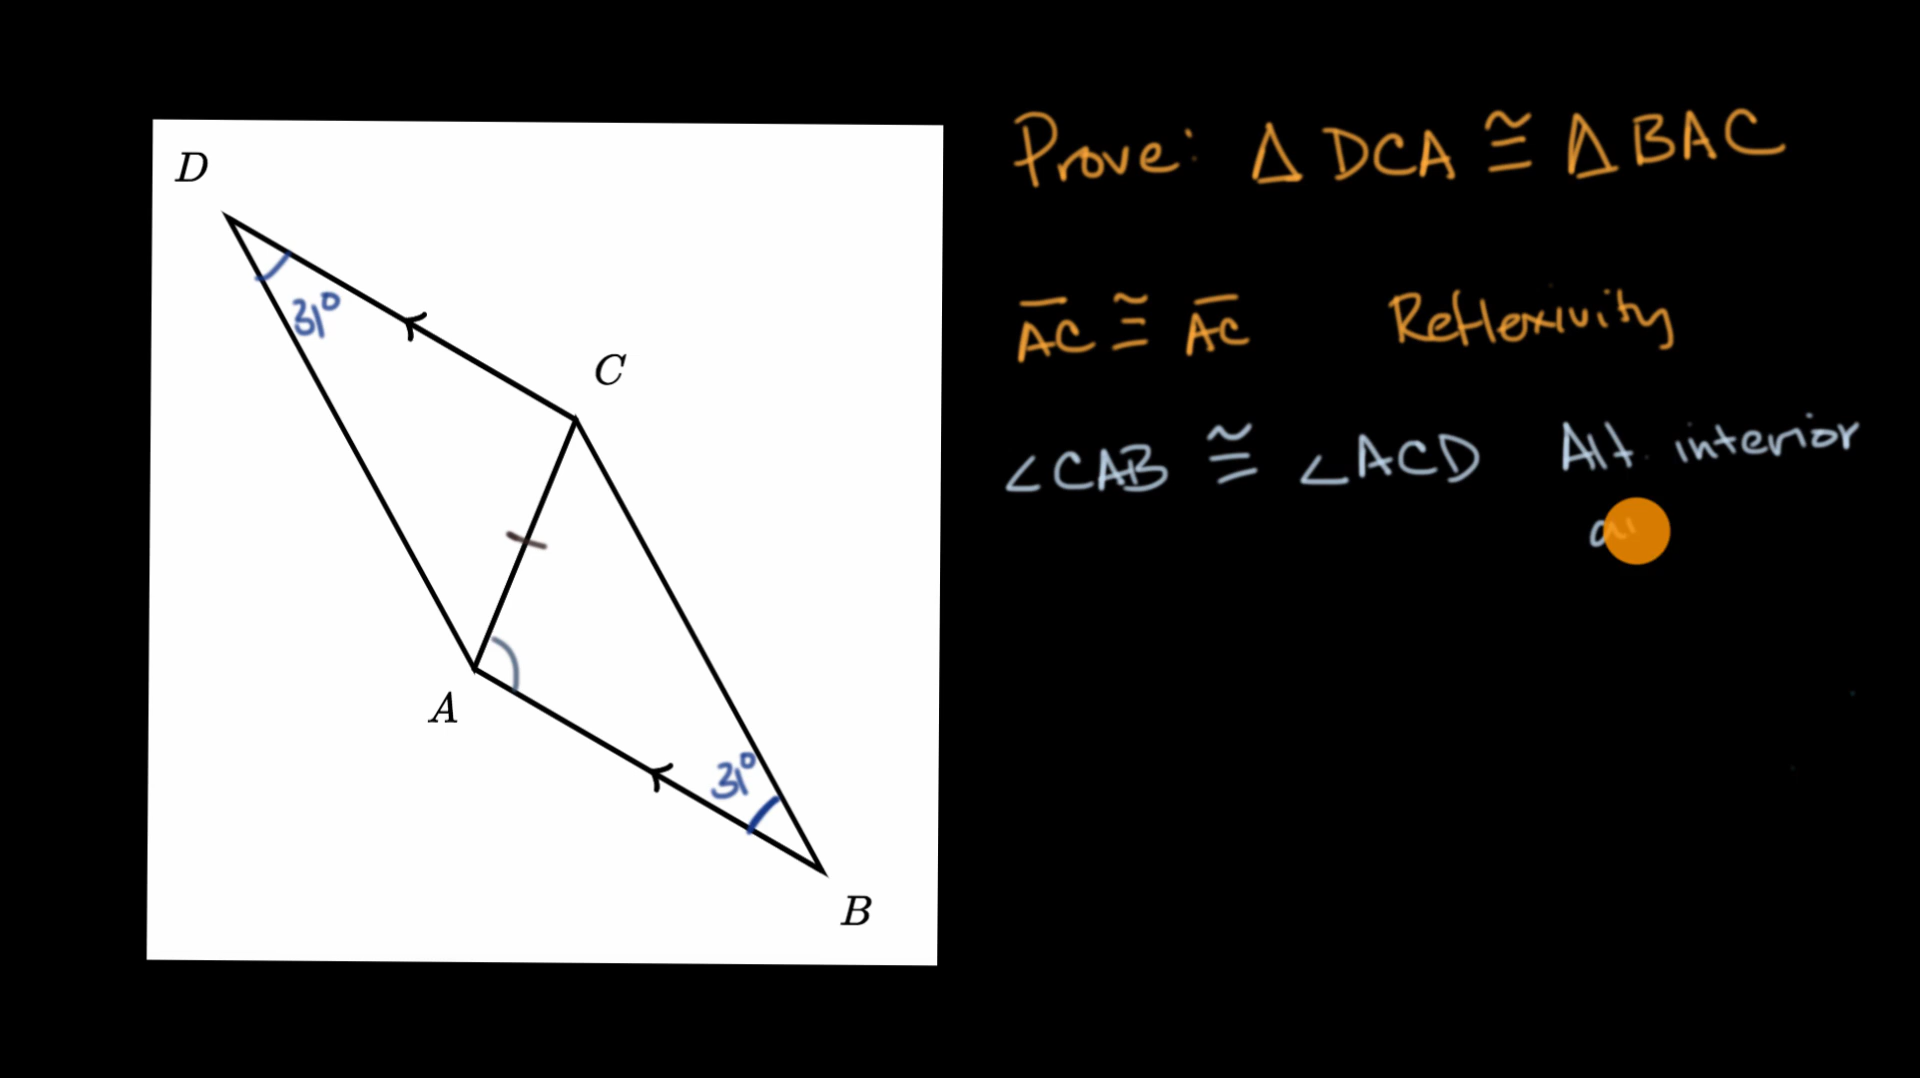 D
31°
C
A
31°
B
Prove: Δ DCA ≅ Δ BAC
AC ≅ AC Reflexivity
∠CAB ≅ ∠ACD Alt. interior